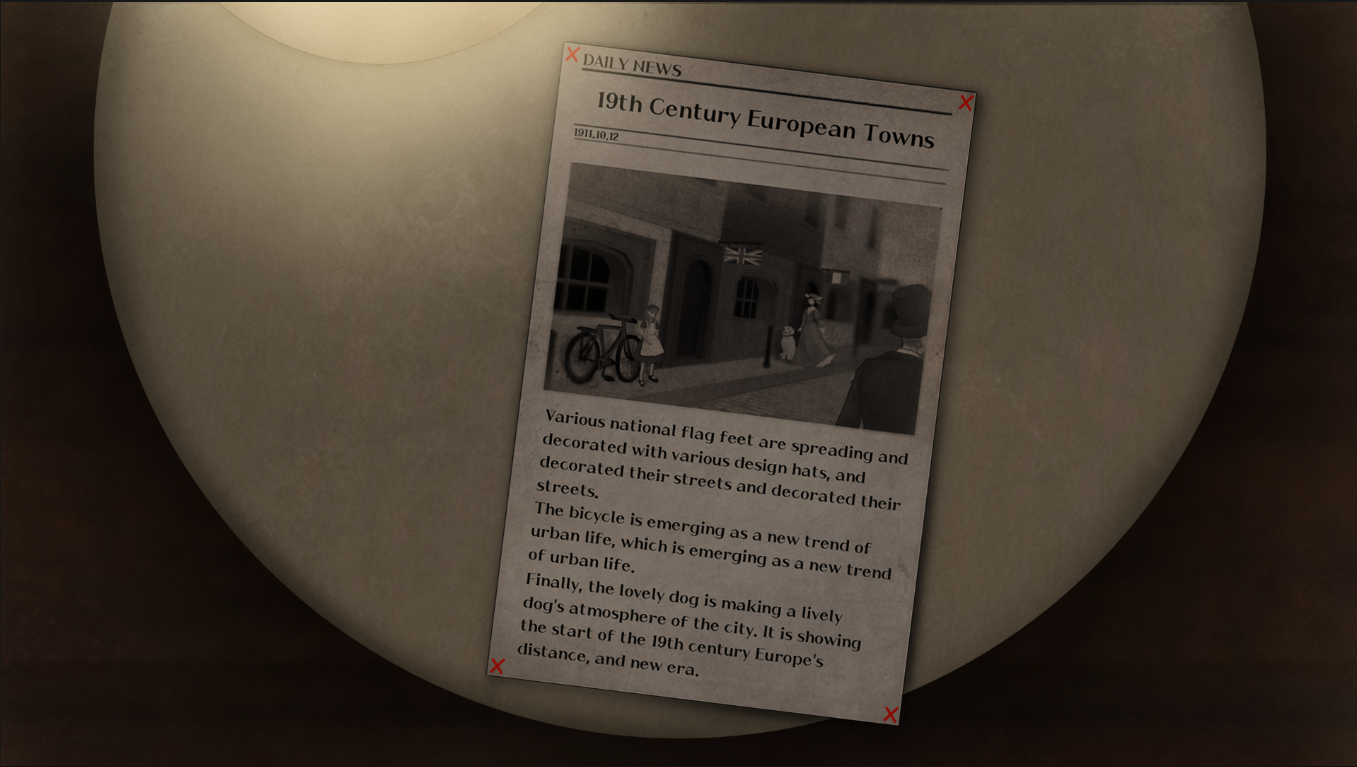 DAILY NEWS
19th Century European Towns
1911.10.12
Various national flag feet are spreading and
decorated with various design hats, and
decorated their streets and decorated their
streets.
The bicycle is emerging as a new trend of
urban life, which is emerging as a new trend
of urban life.
Finally, the lovely dog is making a lively
dog's atmosphere of the city. It is showing
the start of the 19th century Europe's
distance, and new era.